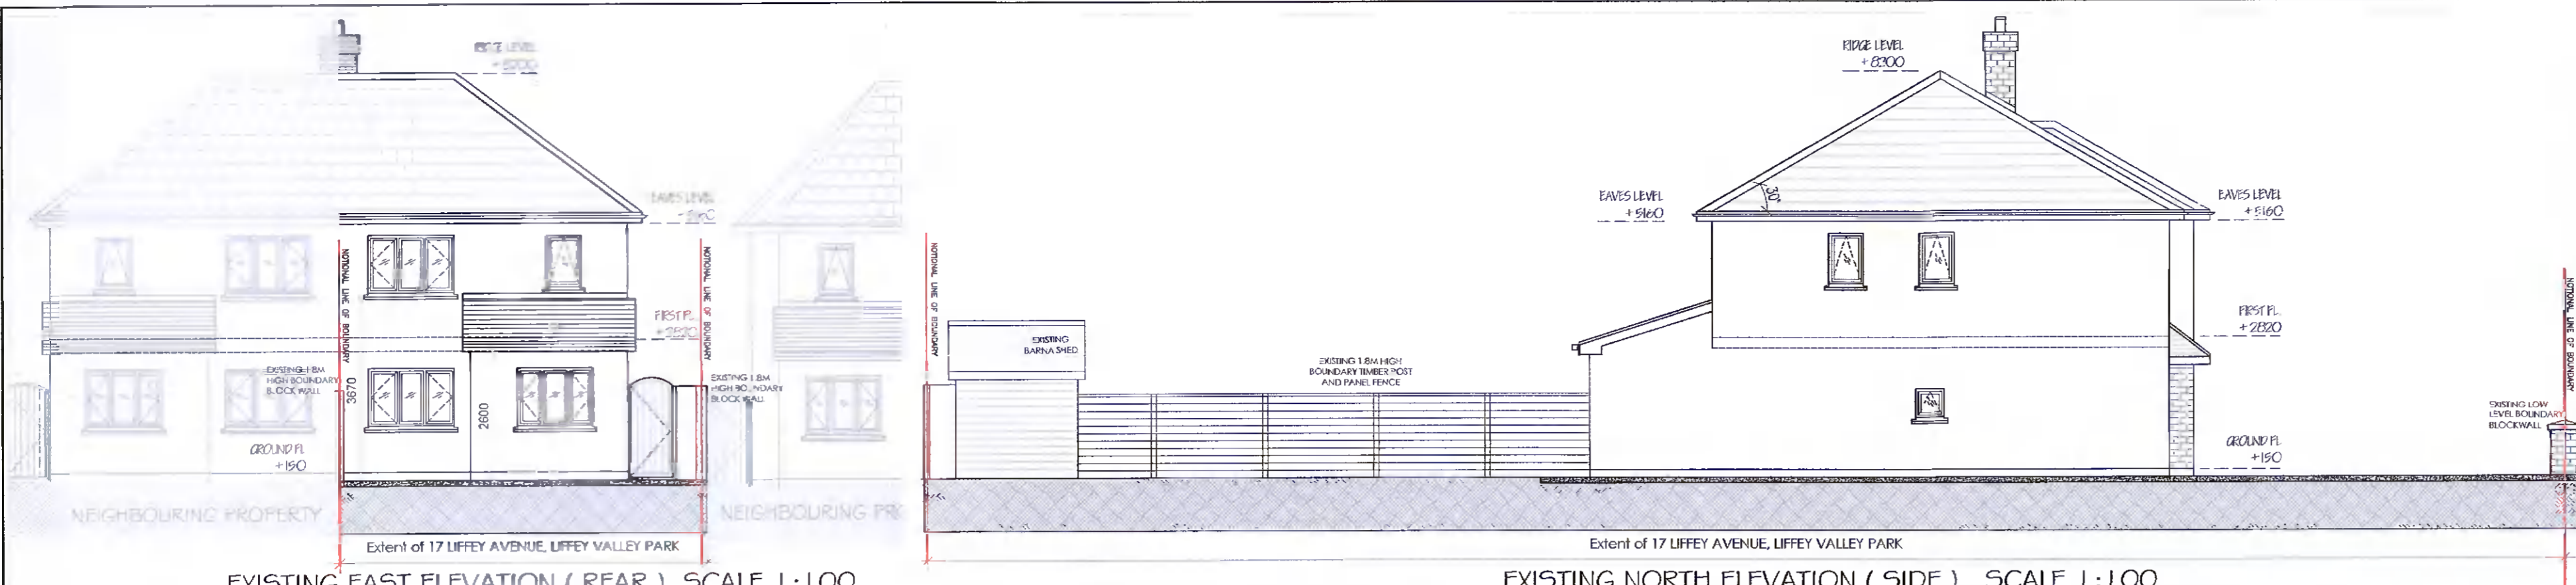 RIDGE LEVEL
EAVES LEVEL
FIRST FL.
+2820
NOTIONAL LINE OF BOUNDARY
NOTIONAL LINE OF BOUNDARY
EXISTING 1.8M
HIGH BOUNDARY
BLOCK WALL
3670
2600
EXISTING 1.8M
HIGH BOUNDARY
BLOCK WALL
GROUND FL
+150
NEIGHBOURING PROPERTY
NEIGHBOURING PR
Extent of 17 LIFFEY AVENUE, LIFFEY VALLEY PARK
EXISTING EAST ELEVATION ( REAR ) SCALE 1:100
RIDGE LEVEL
+8300
30°
EAVES LEVEL
+5160
EAVES LEVEL
+5160
NOTIONAL LINE OF BOUNDARY
EXISTING
BARNA SHED
EXISTING 1.8M HIGH
BOUNDARY TIMBER POST
AND PANEL FENCE
FIRST FL.
+2820
NOTIONAL LINE OF BOUNDARY
EXISTING LOW
LEVEL BOUNDARY
BLOCKWALL
GROUND FL
+150
Extent of 17 LIFFEY AVENUE, LIFFEY VALLEY PARK
EXISTING NORTH ELEVATION ( SIDE ) SCALE 1:100